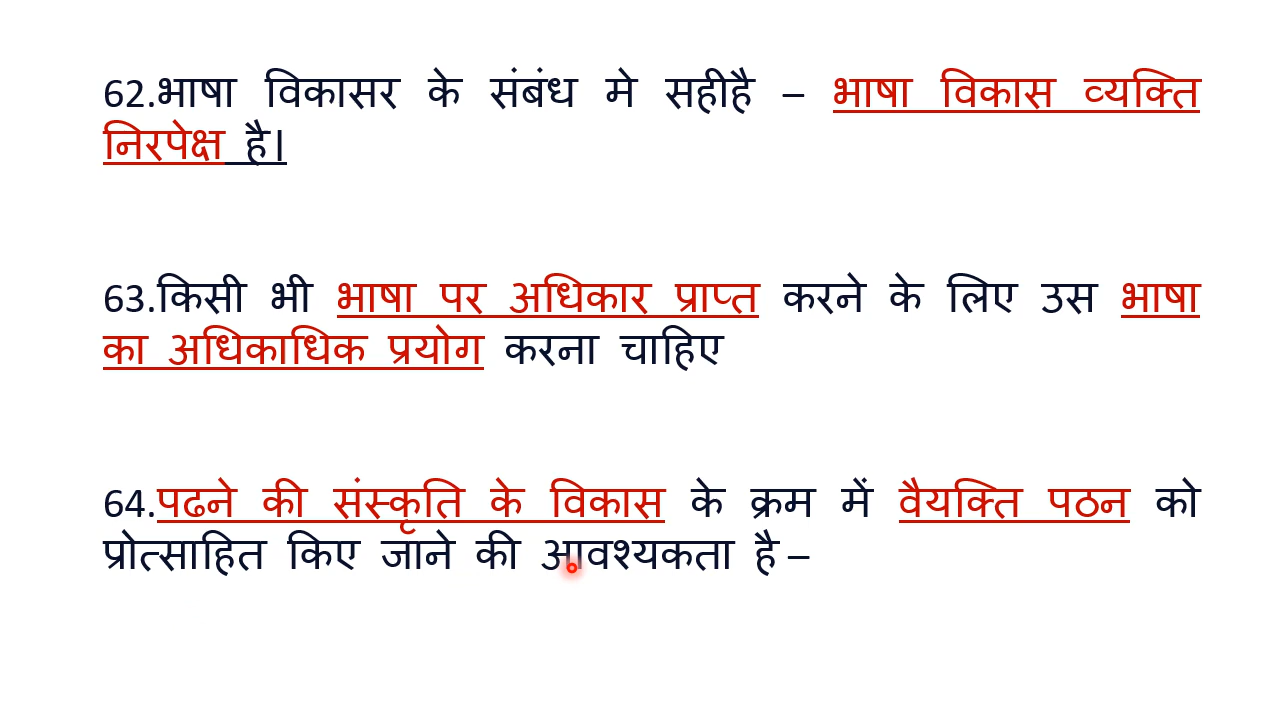 62.भाषा विकासर के संबंध मे सहीहै – भाषा विकास व्यक्ति
निरपेक्ष है।
63.किसी भी भाषा पर अधिकार प्राप्त करने के लिए उस भाषा
का अधिकाधिक प्रयोग करना चाहिए
64.पढने की संस्कृति के विकास के क्रम में वैयक्ति पठन को
प्रोत्साहित किए जाने की आवश्यकता है –